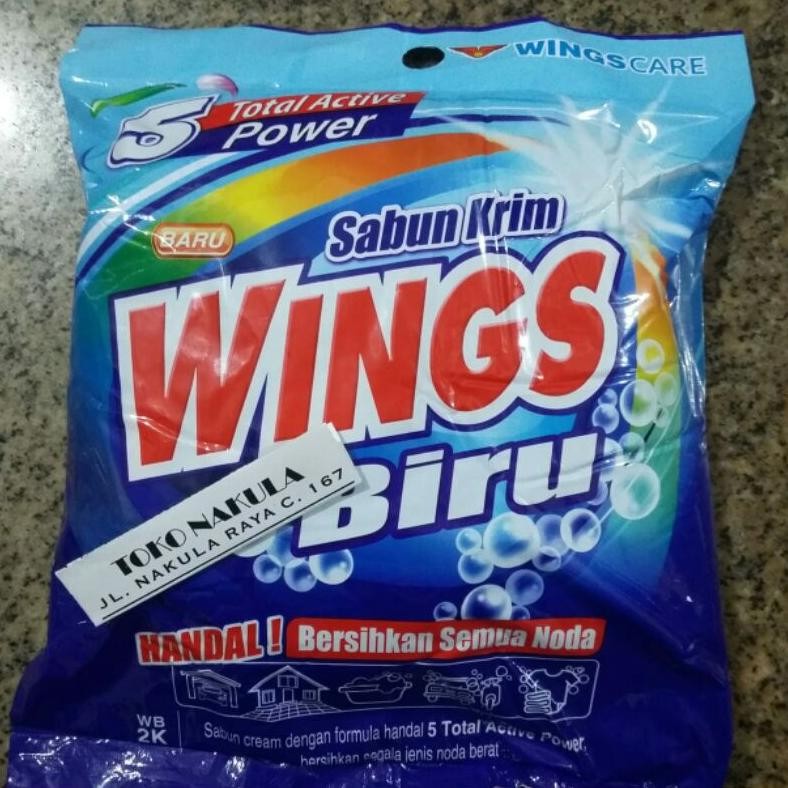 WINGSCARE
5 Total Active
Power
BARU
Sabun Krim
WINGS
Biru
TOKO NAKULA
JL. NAKULA RAYA C. 167
HANDAL! Bersihkan Semua Noda
WB
2K
Sabun cream dengan formula handal 5 Total Active Power,
bersihkan segala jenis noda berat